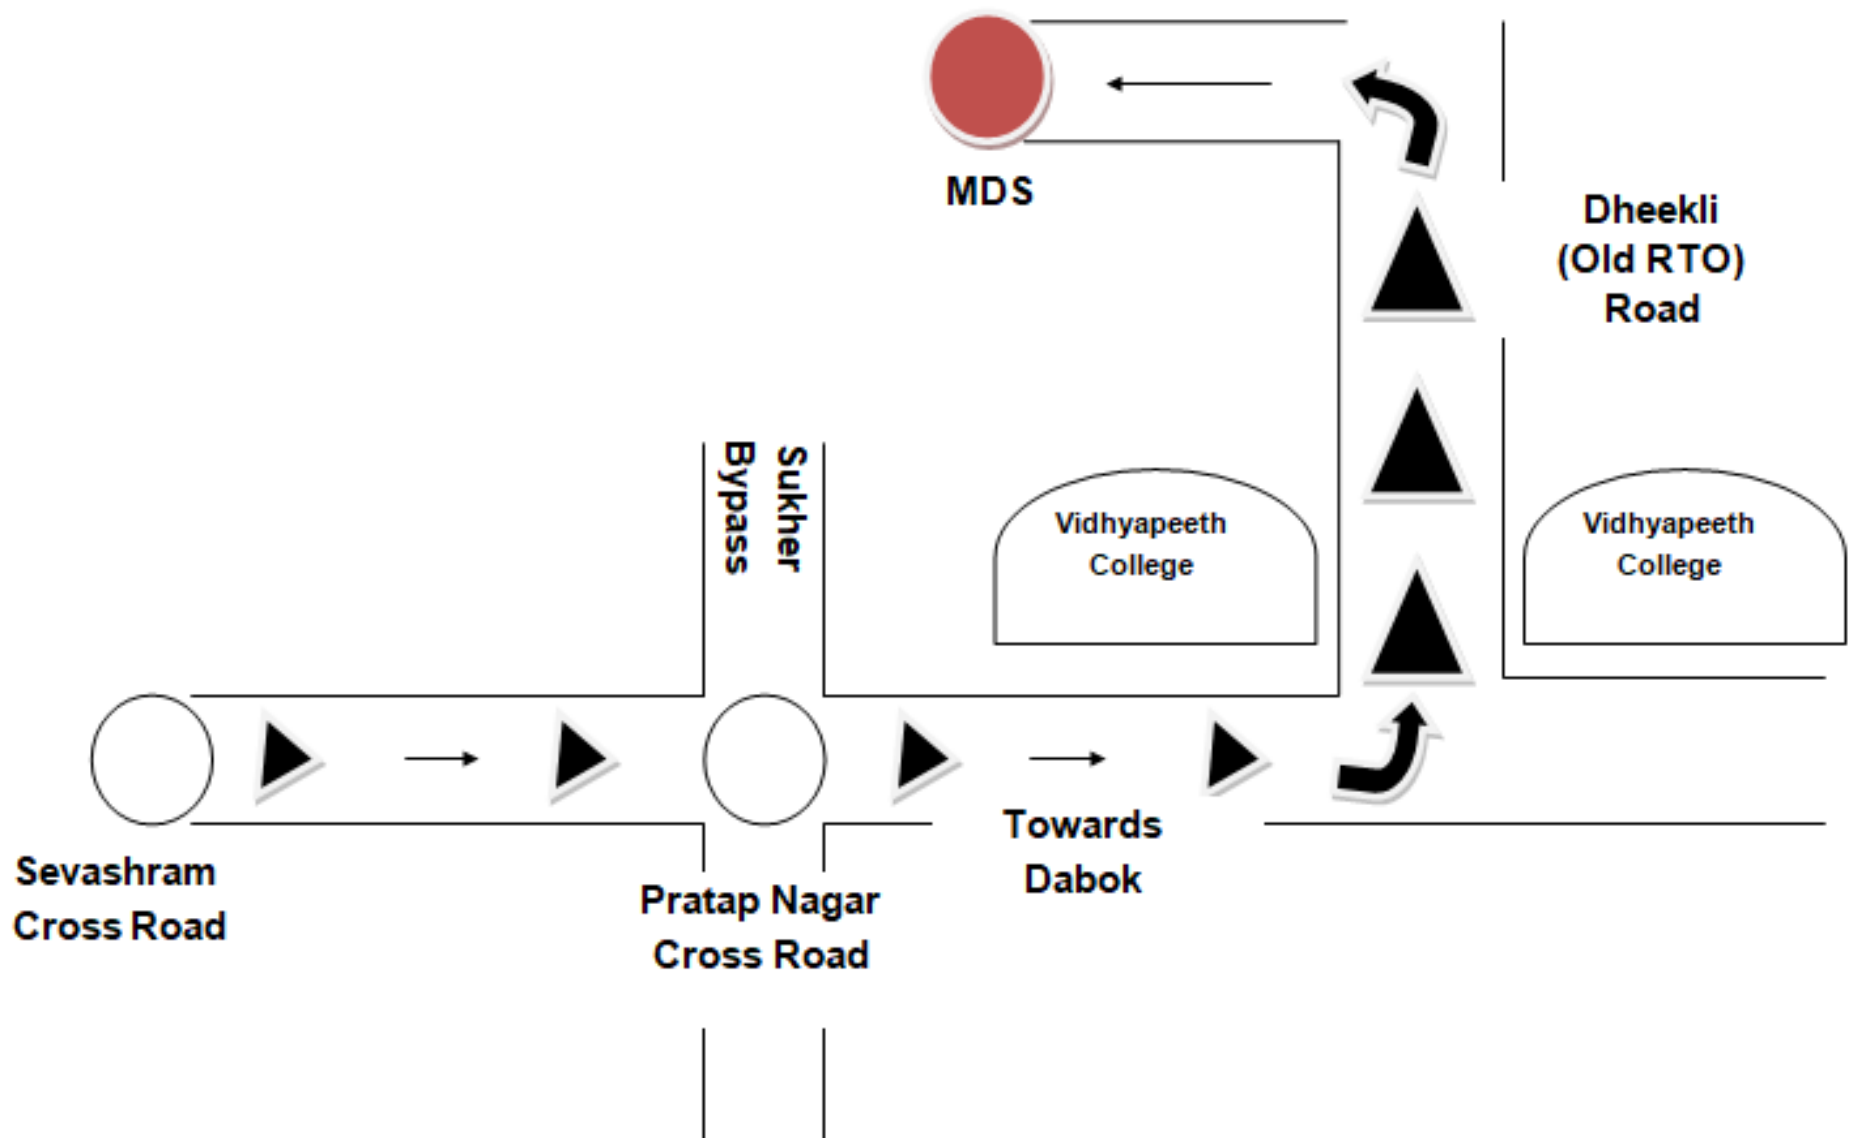 MDS
Dheekli
(Old RTO)
Road
Sukher
Bypass
Vidhyapeeth
College
Vidhyapeeth
College
Towards
Dabok
Sevashram
Cross Road
Pratap Nagar
Cross Road